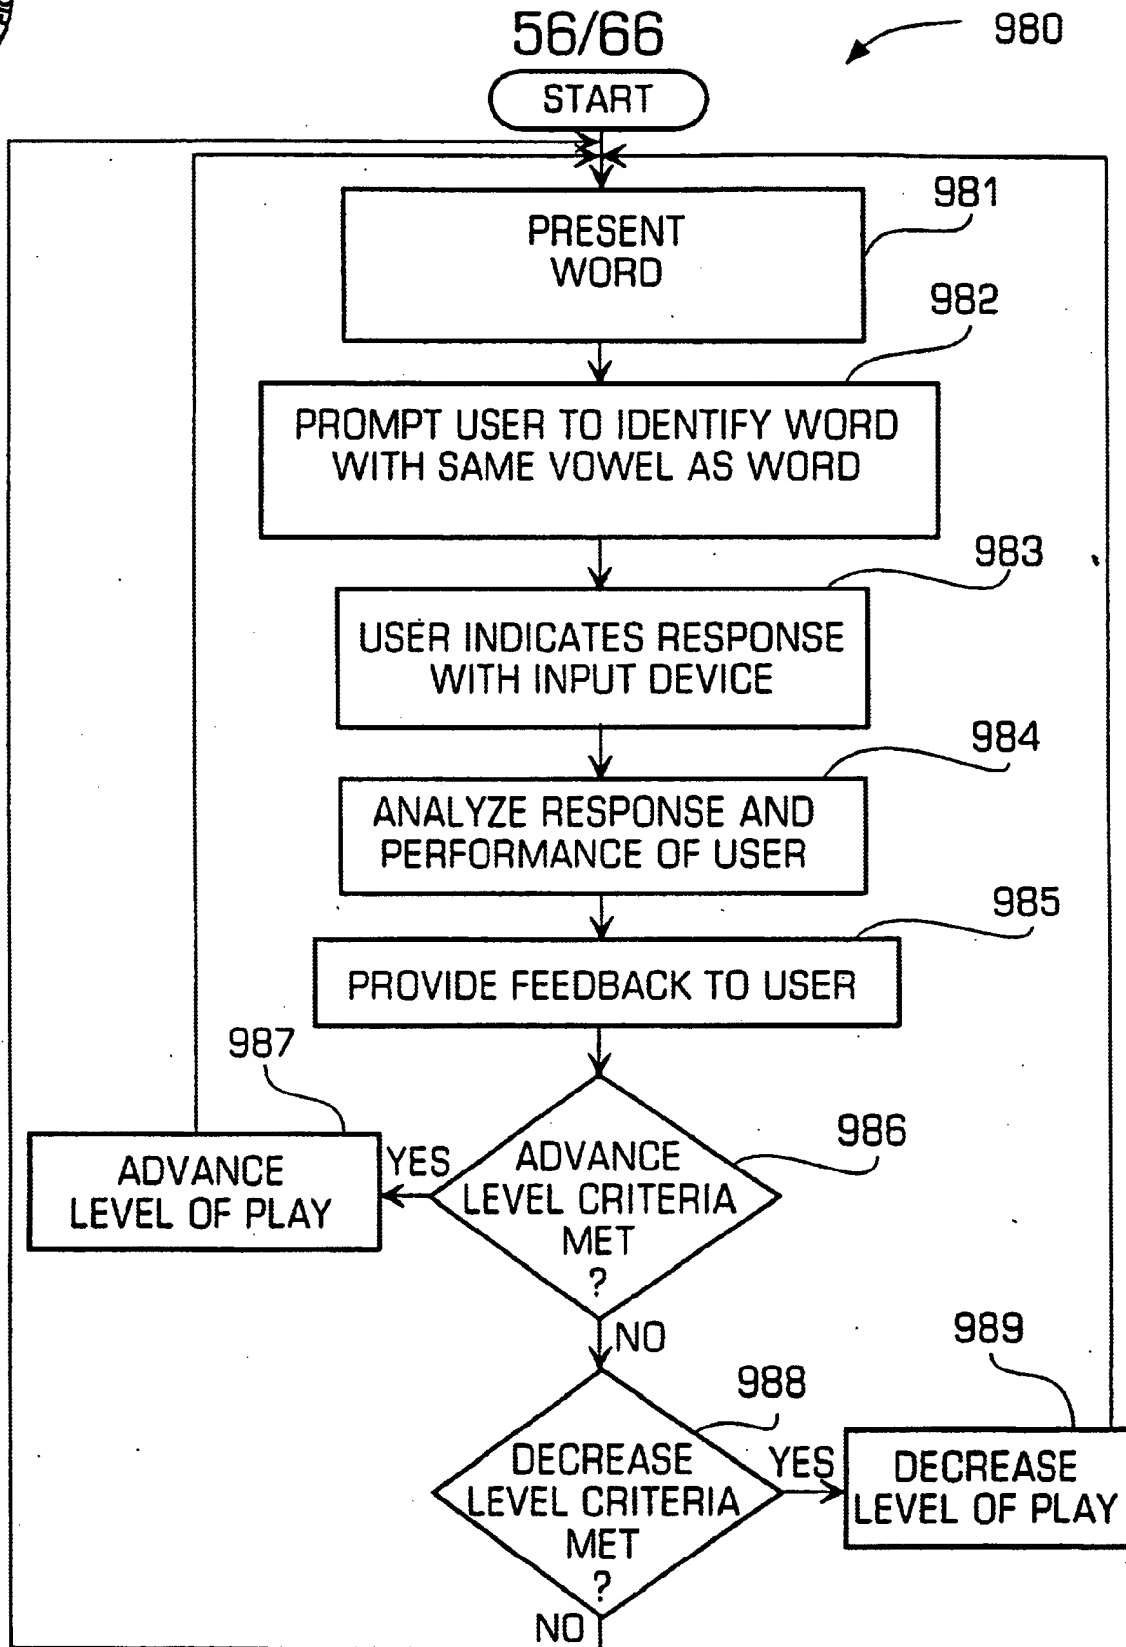 56/66
980
START
981
PRESENT
WORD
982
PROMPT USER TO IDENTIFY WORD
WITH SAME VOWEL AS WORD
983
USER INDICATES RESPONSE
WITH INPUT DEVICE
984
ANALYZE RESPONSE AND
PERFORMANCE OF USER
985
PROVIDE FEEDBACK TO USER
987
986
ADVANCE
LEVEL OF PLAY
YES
ADVANCE
LEVEL CRITERIA
MET
?
NO
989
988
DECREASE
LEVEL CRITERIA
MET
?
YES
DECREASE
LEVEL OF PLAY
NO